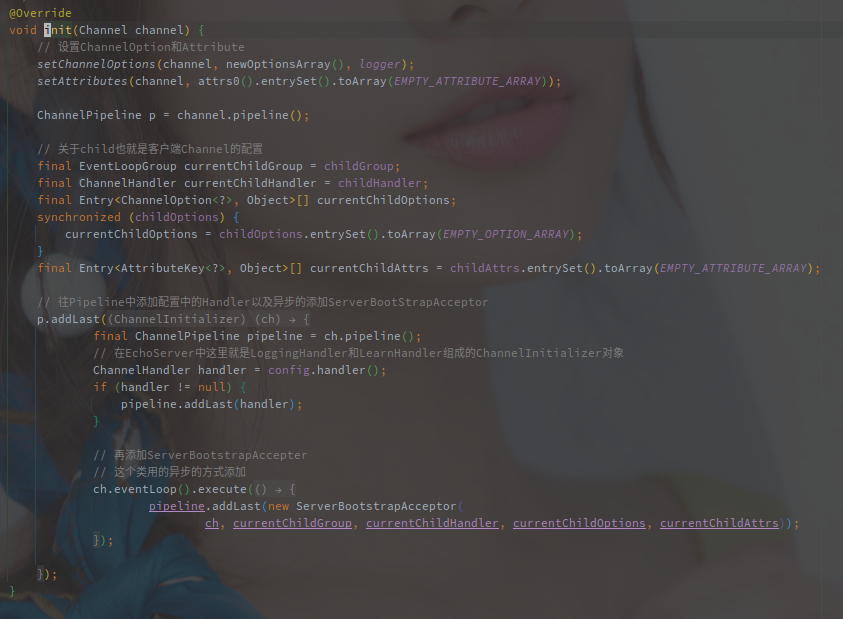 @Override
void init(Channel channel) {
// 设置ChannelOption和Attribute
setChannelOptions(channel, newOptionsArray(), logger);
setAttributes(channel, attrs0().entrySet().toArray(EMPTY_ATTRIBUTE_ARRAY));
ChannelPipeline p = channel.pipeline();
// 关于child也就是客户端Channel的配置
final EventLoopGroup currentChildGroup = childGroup;
final ChannelHandler currentChildHandler = childHandler;
final Entry<ChannelOption<?>, Object>[] currentChildOptions;
synchronized (childOptions) {
currentChildOptions = childOptions.entrySet().toArray(EMPTY_OPTION_ARRAY);
}
final Entry<AttributeKey<?>, Object>[] currentChildAttrs = childAttrs.entrySet().toArray(EMPTY_ATTRIBUTE_ARRAY);
// 往Pipeline中添加配置中的Handler以及异步的添加ServerBootStrapAcceptor
p.addLast((ChannelInitializer) (ch) → {
final ChannelPipeline pipeline = ch.pipeline();
// 在EchoServer中这里就是LoggingHandler和LearnHandler组成的ChannelInitializer对象
ChannelHandler handler = config.handler();
if (handler != null) {
pipeline.addLast(handler);
}
// 再添加ServerBootstrapAccepter
// 这个类用的异步的方式添加
ch.eventLoop().execute(() → {
pipeline.addLast(new ServerBootstrapAcceptor(
ch, currentChildGroup, currentChildHandler, currentChildOptions, currentChildAttrs));
});
});
}